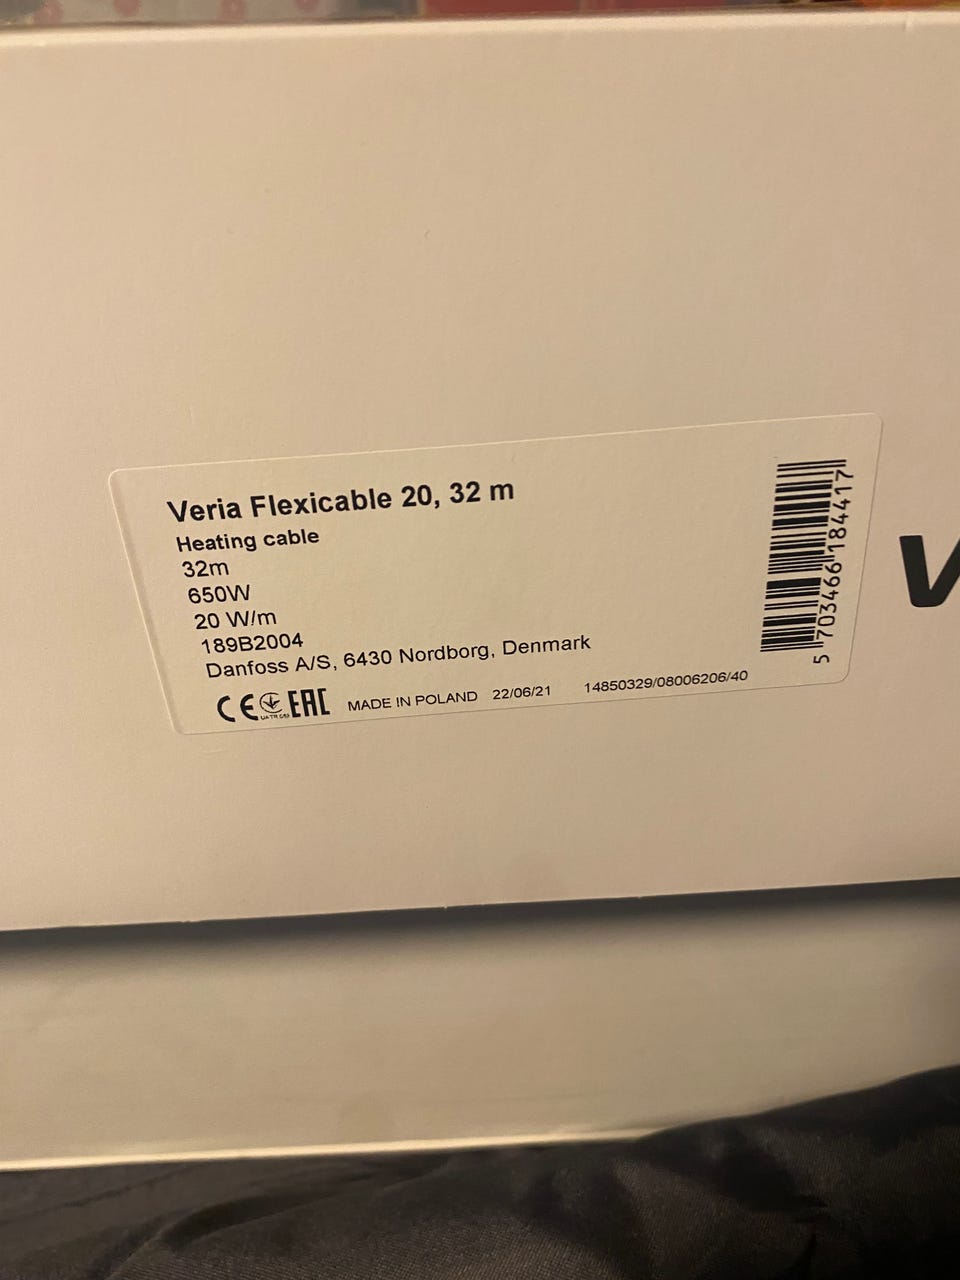 Veria Flexicable 20, 32 m
Heating cable
32m
650W
20 W/m
189B2004
Danfoss A/S, 6430 Nordborg, Denmark
CE EAC MADE IN POLAND 22/06/21 14850329/08006206/40
5 703466 184417
V